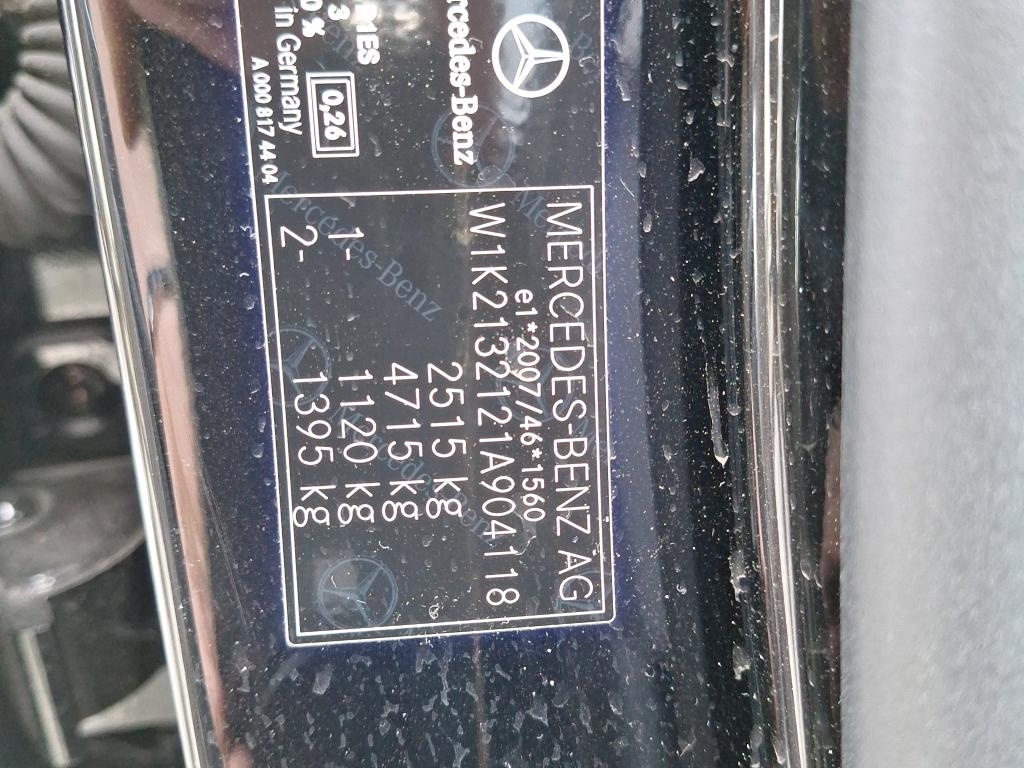 Mercedes-Benz
0,26
in Germany
A 000 817 44 04
MERCEDES-BENZ AG
e1*2007/46*1560
W1K2132121A904118
2515 kg
4715 kg
1- 1120 kg
2- 1395 kg